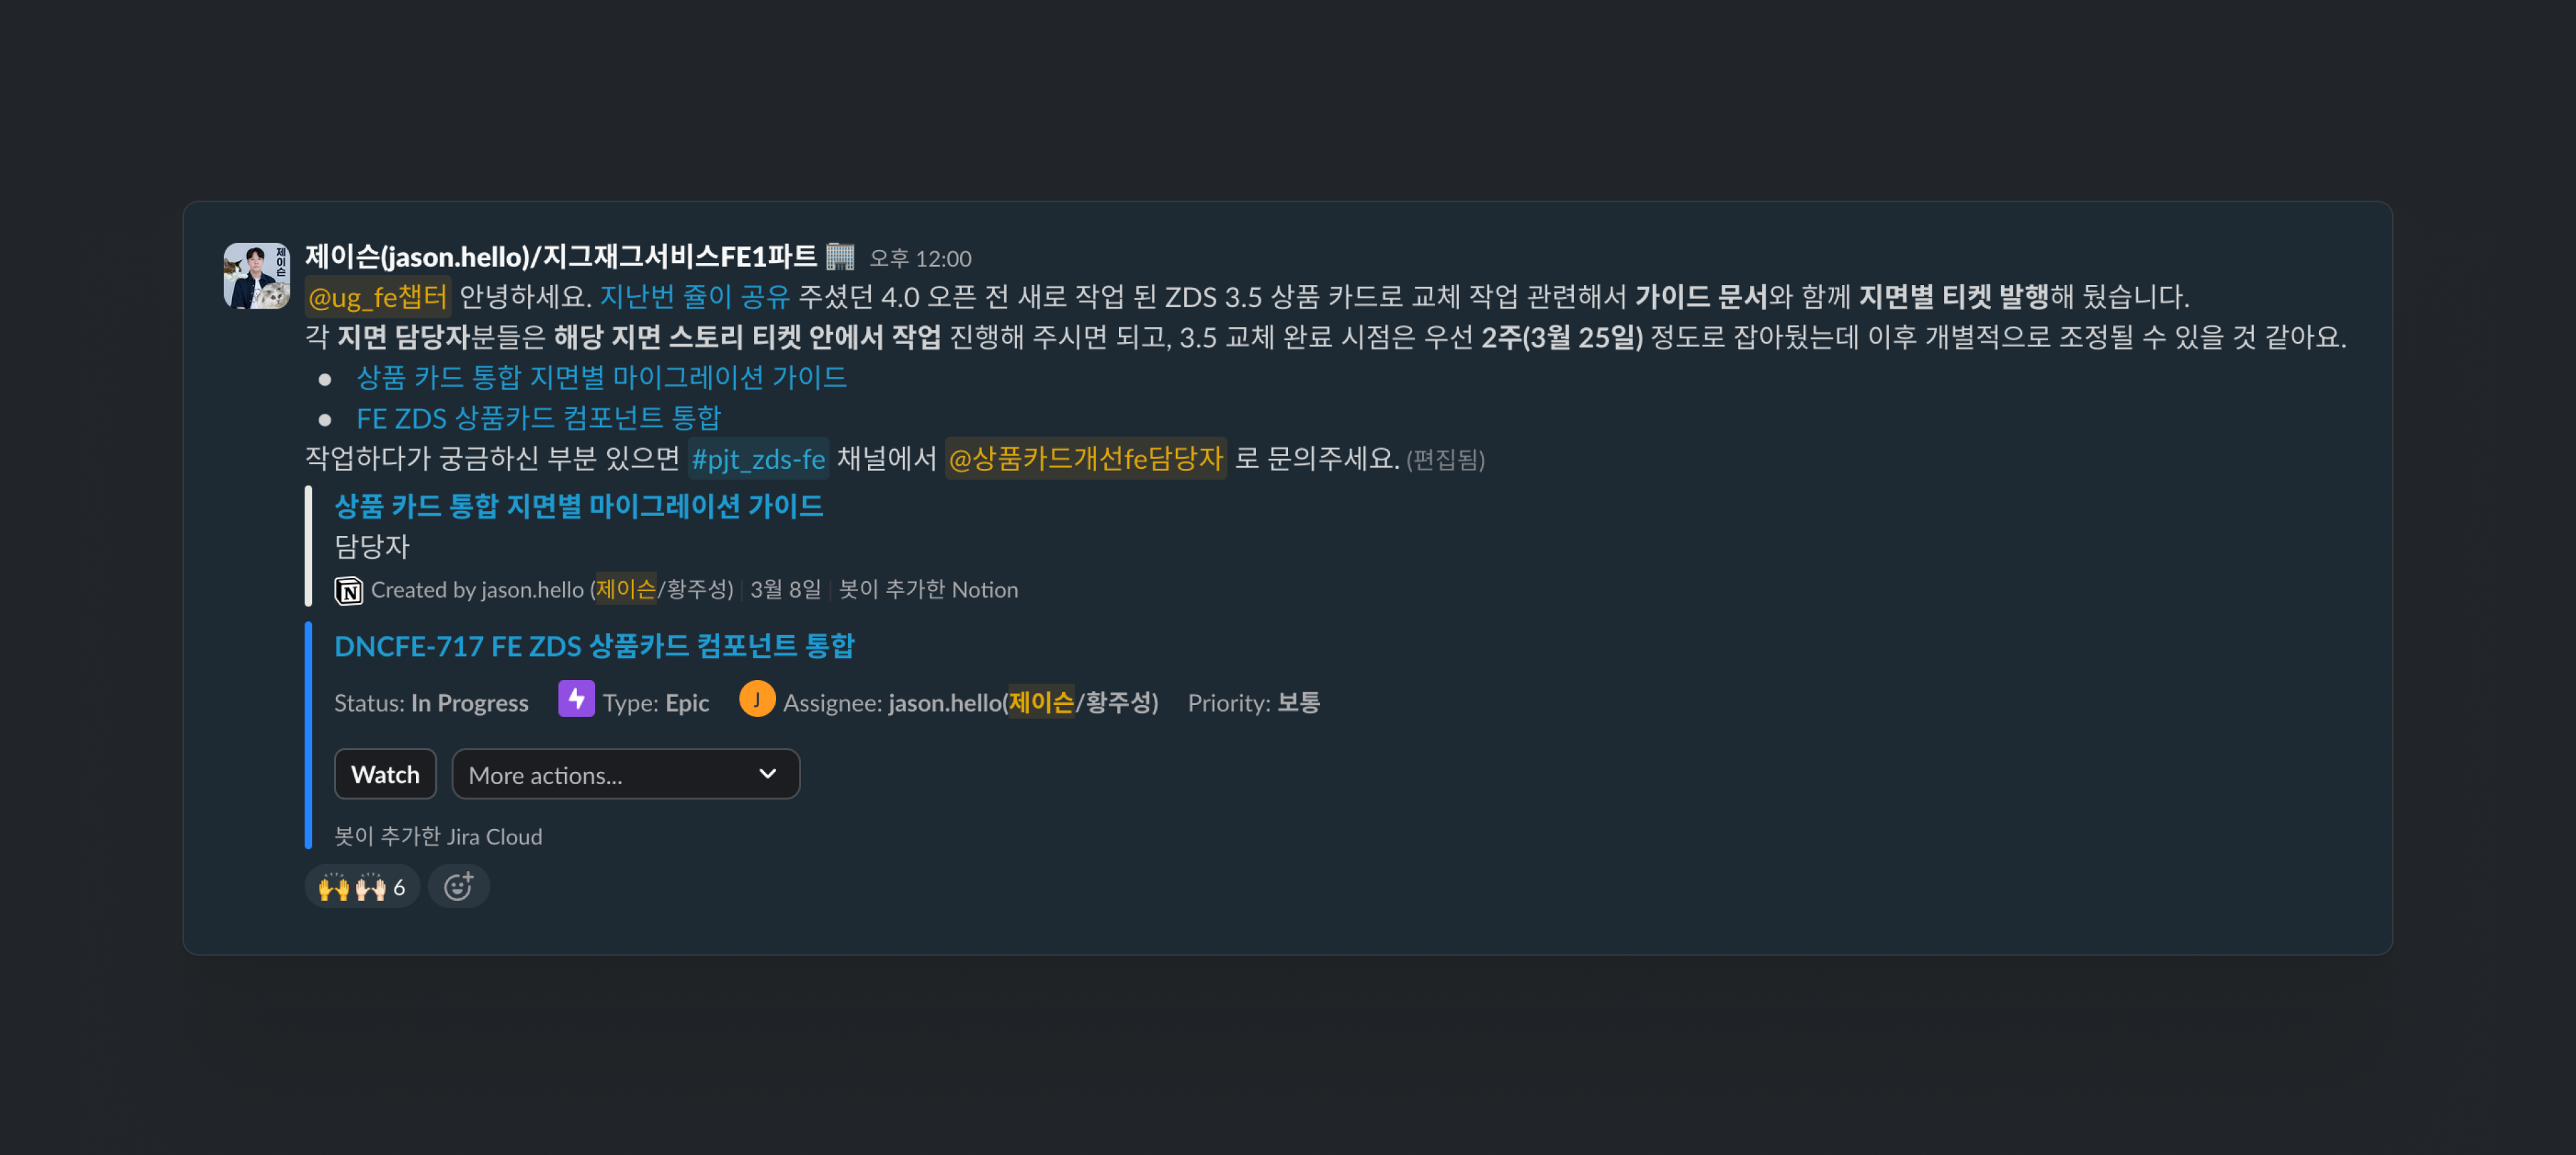 제이슨
제이슨(jason.hello)/지그재그서비스FE1파트 🏢 오후 12:00
@ug_fe챕터 안녕하세요. 지난번 쥴이 공유 주셨던 4.0 오픈 전 새로 작업 된 ZDS 3.5 상품 카드로 교체 작업 관련해서 가이드 문서와 함께 지면별 티켓 발행해 뒀습니다.
각 지면 담당자분들은 해당 지면 스토리 티켓 안에서 작업 진행해 주시면 되고, 3.5 교체 완료 시점은 우선 2주(3월 25일) 정도로 잡아뒀는데 이후 개별적으로 조정될 수 있을 것 같아요.
• 상품 카드 통합 지면별 마이그레이션 가이드
• FE ZDS 상품카드 컴포넌트 통합
작업하다가 궁금하신 부분 있으면 #pjt_zds-fe 채널에서 @상품카드개선fe담당자 로 문의주세요. (편집됨)
상품 카드 통합 지면별 마이그레이션 가이드
담당자
Created by jason.hello (제이슨/황주성) | 3월 8일 | 봇이 추가한 Notion
DNCFE-717 FE ZDS 상품카드 컴포넌트 통합
Status: In Progress Type: Epic J Assignee: jason.hello(제이슨/황주성) Priority: 보통
Watch More actions...
봇이 추가한 Jira Cloud
🙌🙌🏻 6